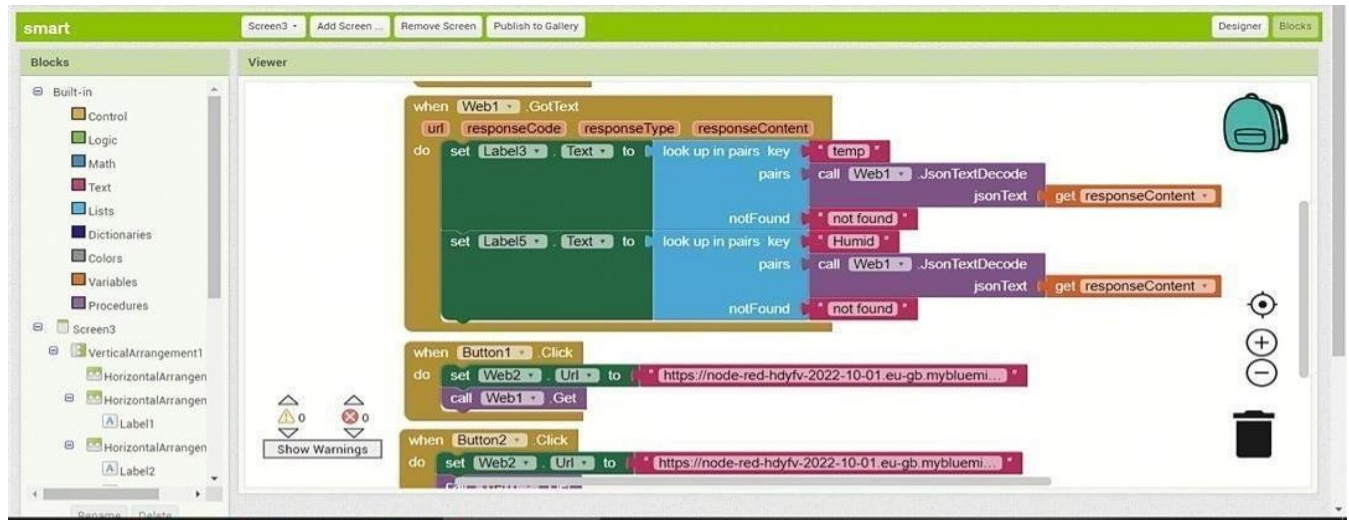 smart Screen3 Add Screen ... Remove Screen Publish to Gallery Designer Blocks
Blocks Viewer
Built-in
Control
Logic
Math
Text
Lists
Dictionaries
Colors
Variables
Procedures
Screen3
VerticalArrangement1
HorizontalArrangen
HorizontalArrangen
Label1
HorizontalArrangen
Label2
Rename Delete
when Web1 .GotText
url responseCode responseType responseContent
do set Label3 . Text to look up in pairs key " temp "
pairs call Web1 .JsonTextDecode
jsonText get responseContent
notFound " not found "
set Label5 . Text to look up in pairs key " Humid "
pairs call Web1 .JsonTextDecode
jsonText get responseContent
notFound " not found "
when Button1 .Click
do set Web2 . Url to " https://node-red-hdyfv-2022-10-01.eu-gb.mybluemi... "
call Web1 .Get
when Button2 .Click
do set Web2 . Url to " https://node-red-hdyfv-2022-10-01.eu-gb.mybluemi... "
0 0
Show Warnings